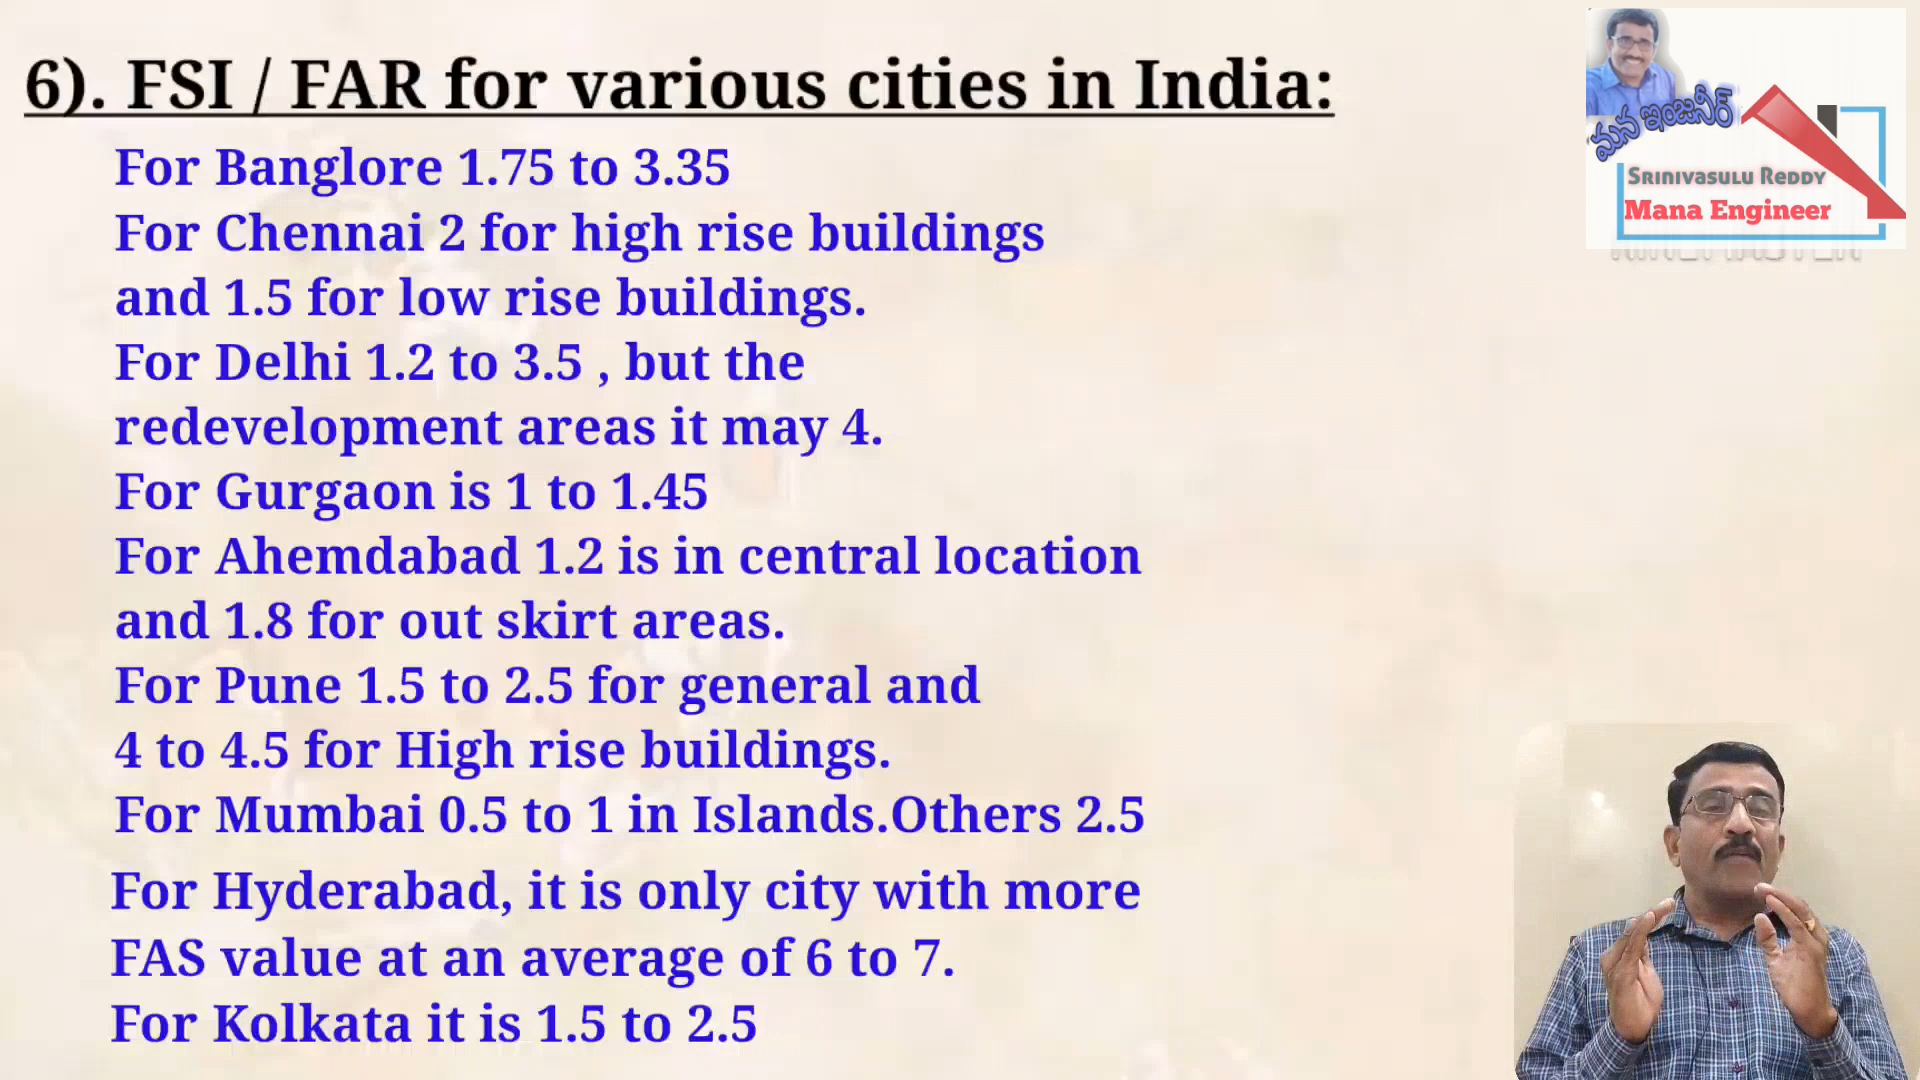 6). FSI / FAR for various cities in India:
For Banglore 1.75 to 3.35
For Chennai 2 for high rise buildings
and 1.5 for low rise buildings.
For Delhi 1.2 to 3.5 , but the
redevelopment areas it may 4.
For Gurgaon is 1 to 1.45
For Ahemdabad 1.2 is in central location
and 1.8 for out skirt areas.
For Pune 1.5 to 2.5 for general and
4 to 4.5 for High rise buildings.
For Mumbai 0.5 to 1 in Islands.Others 2.5
For Hyderabad, it is only city with more
FAS value at an average of 6 to 7.
For Kolkata it is 1.5 to 2.5
మన ఇంజనీర్
Srinivasulu Reddy
Mana Engineer